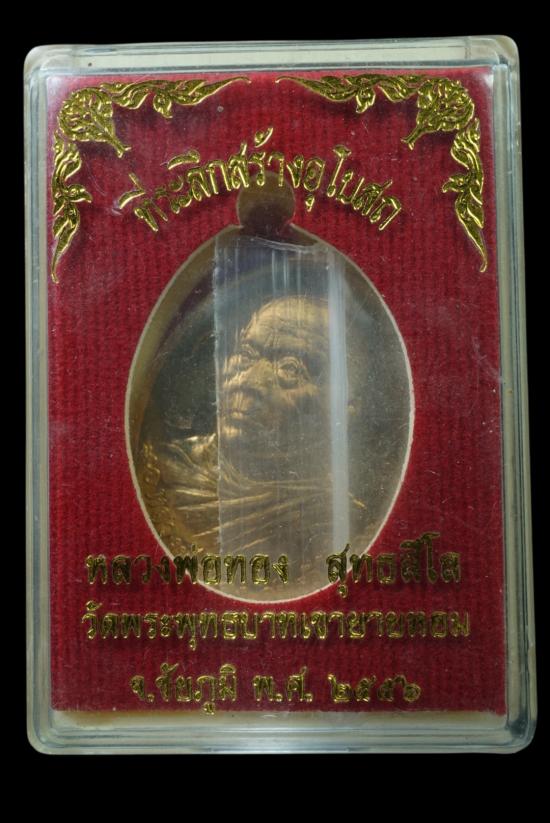 ที่ระลึกสร้างอุโบสถ
หลวงพ่อทอง สุทธสีโล
วัดพระพุทธบาทเขายายหอม
จ.ชัยภูมิ พ.ศ. ๒๕๕๖